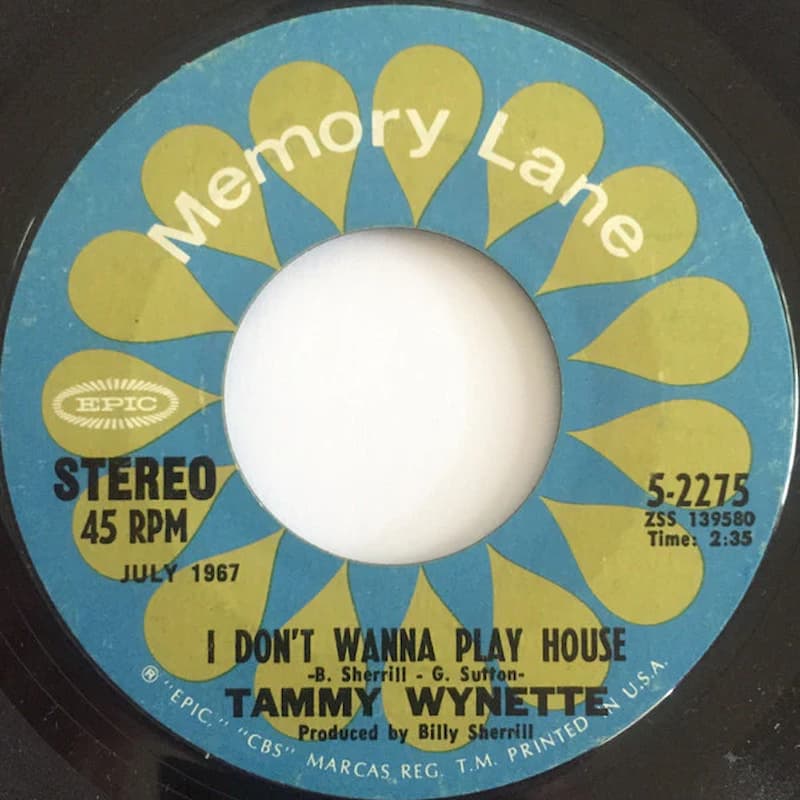 Memory Lane
EPIC
STEREO
45 RPM
JULY 1967
5-2275
ZSS 139580
Time: 2:35
I DON'T WANNA PLAY HOUSE
-B. Sherrill - G. Sutton-
TAMMY WYNETTE
Produced by Billy Sherrill
® "EPIC," "CBS" MARCAS REG. T.M. PRINTED IN U.S.A.